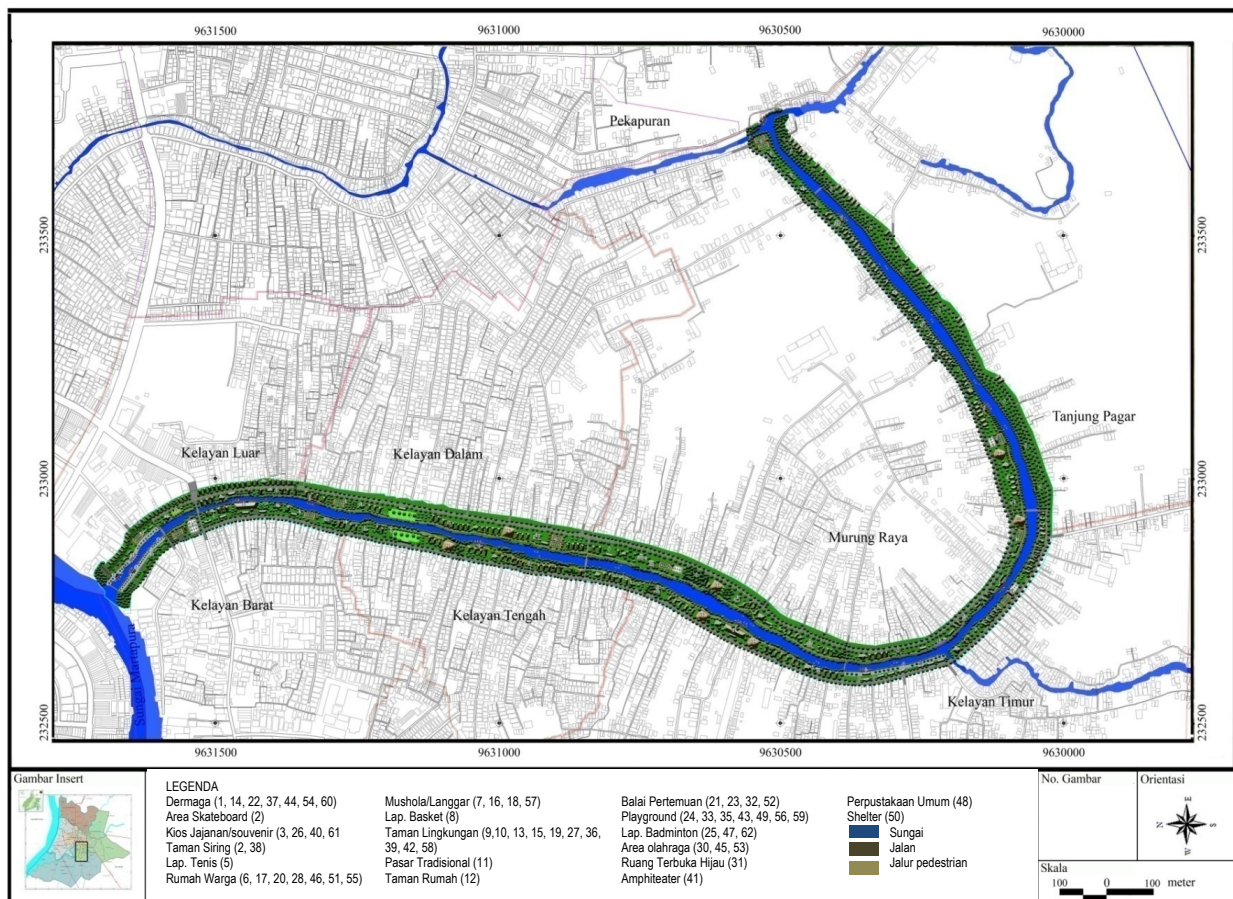 9631500 9631000 9630500 9630000
Pekapuran
233500 233500
Tanjung Pagar
Kelayan Luar Kelayan Dalam
233000 233000
Murung Raya
Kelayan Barat
Kelayan Tengah
Sungai Martapura
Kelayan Timur
232500 232500
9631500 9631000 9630500 9630000
Gambar Insert
LEGENDA
Dermaga (1, 14, 22, 37, 44, 54, 60)
Area Skateboard (2)
Kios Jajanan/souvenir (3, 26, 40, 61
Taman Siring (2, 38)
Lap. Tenis (5)
Rumah Warga (6, 17, 20, 28, 46, 51, 55)
Mushola/Langgar (7, 16, 18, 57)
Lap. Basket (8)
Taman Lingkungan (9,10, 13, 15, 19, 27, 36,
39, 42, 58)
Pasar Tradisional (11)
Taman Rumah (12)
Balai Pertemuan (21, 23, 32, 52)
Playground (24, 33, 35, 43, 49, 56, 59)
Lap. Badminton (25, 47, 62)
Area olahraga (30, 45, 53)
Ruang Terbuka Hijau (31)
Amphiteater (41)
Perpustakaan Umum (48)
Shelter (50)
Sungai
Jalan
Jalur pedestrian
No. Gambar
Orientasi
E
N S
W
Skala
100 0 100 meter